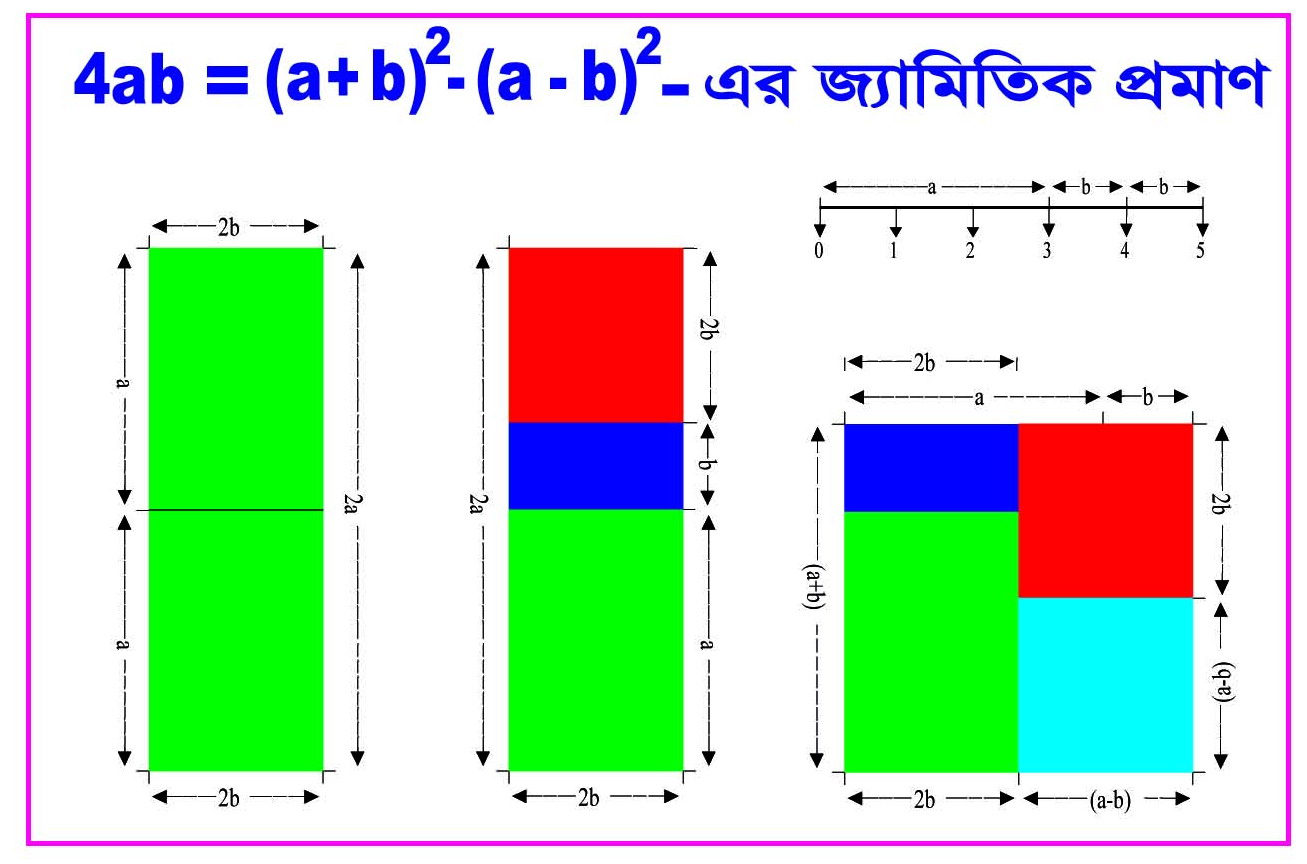 4ab = (a+ b)²- (a - b)²– এর জ্যামিতিক প্রমাণ
a b b
0 1 2 3 4 5
2b
a
2a
a
2b
2a
2b
b
a
2b
2b
a b
(a+b)
2b
(a-b)
2b (a-b)